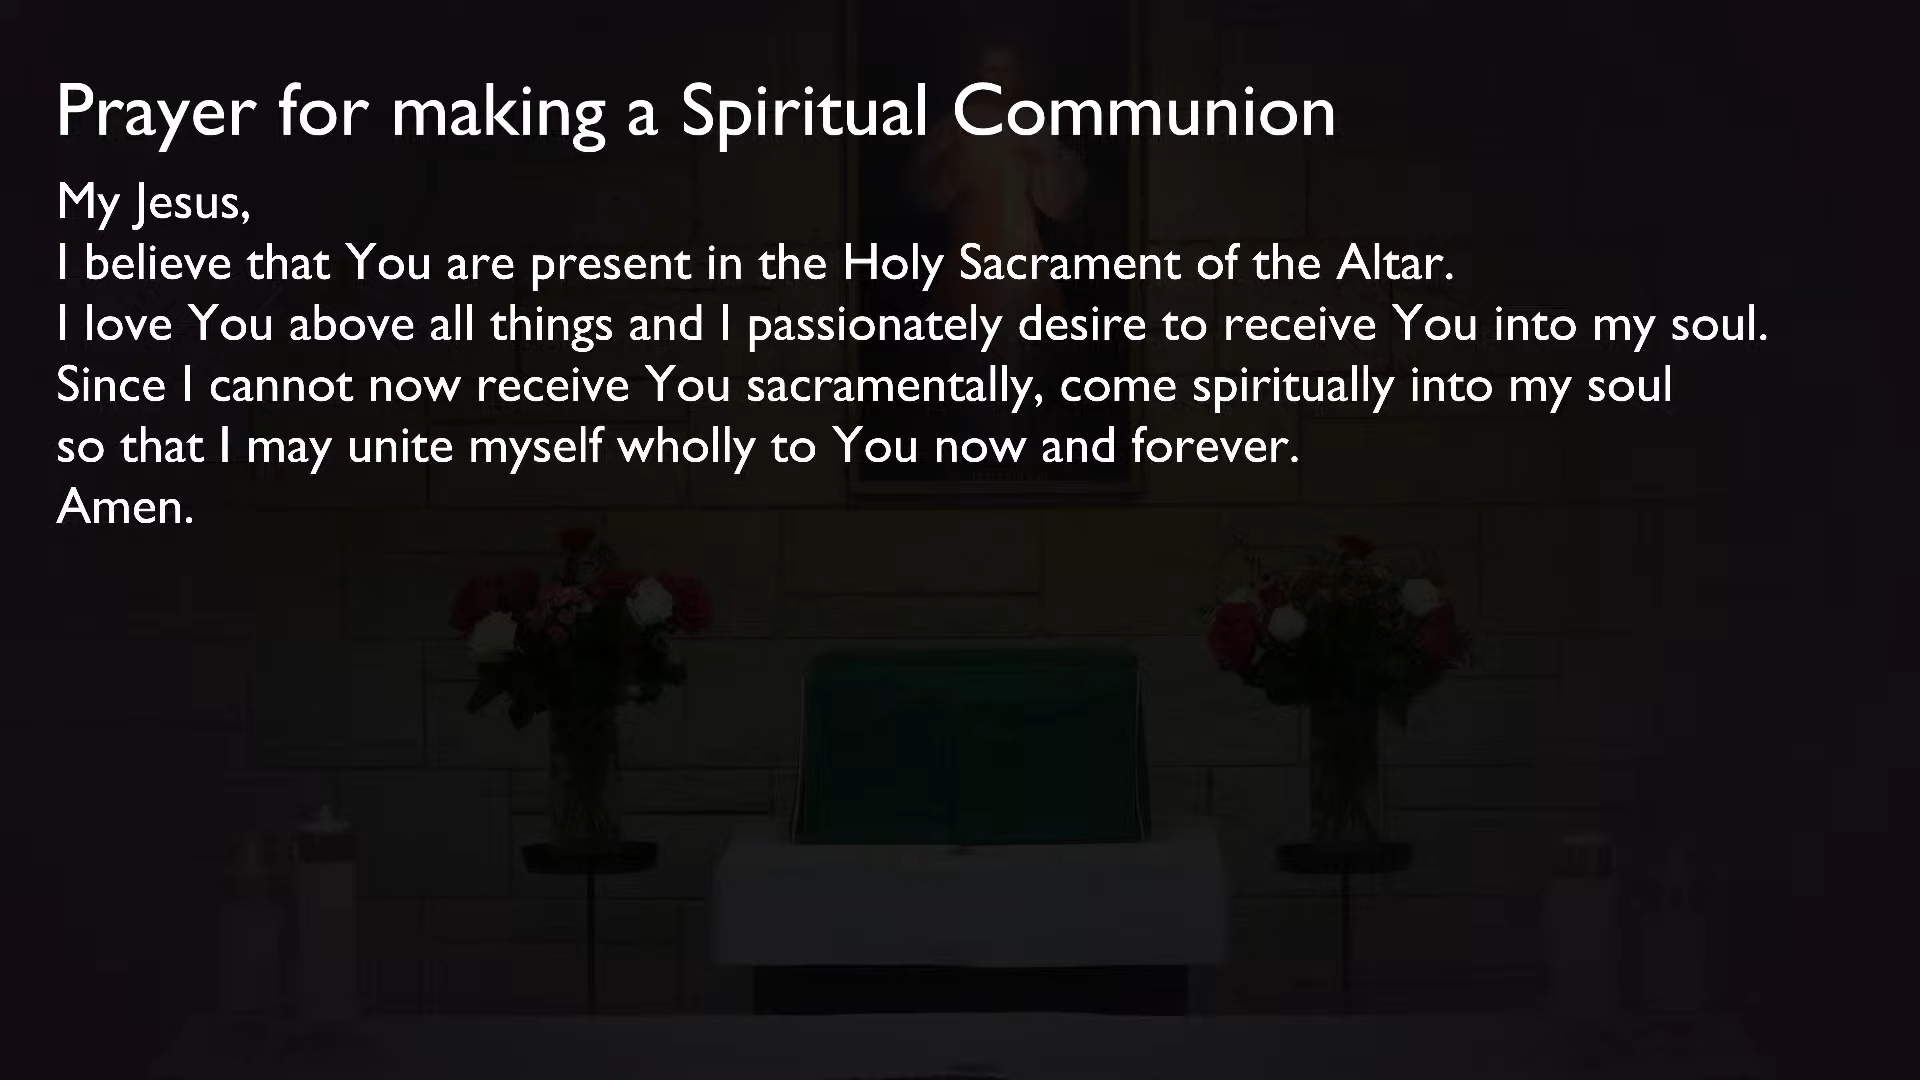 Prayer for making a Spiritual Communion
My Jesus,
I believe that You are present in the Holy Sacrament of the Altar.
I love You above all things and I passionately desire to receive You into my soul.
Since I cannot now receive You sacramentally, come spiritually into my soul
so that I may unite myself wholly to You now and forever.
Amen.